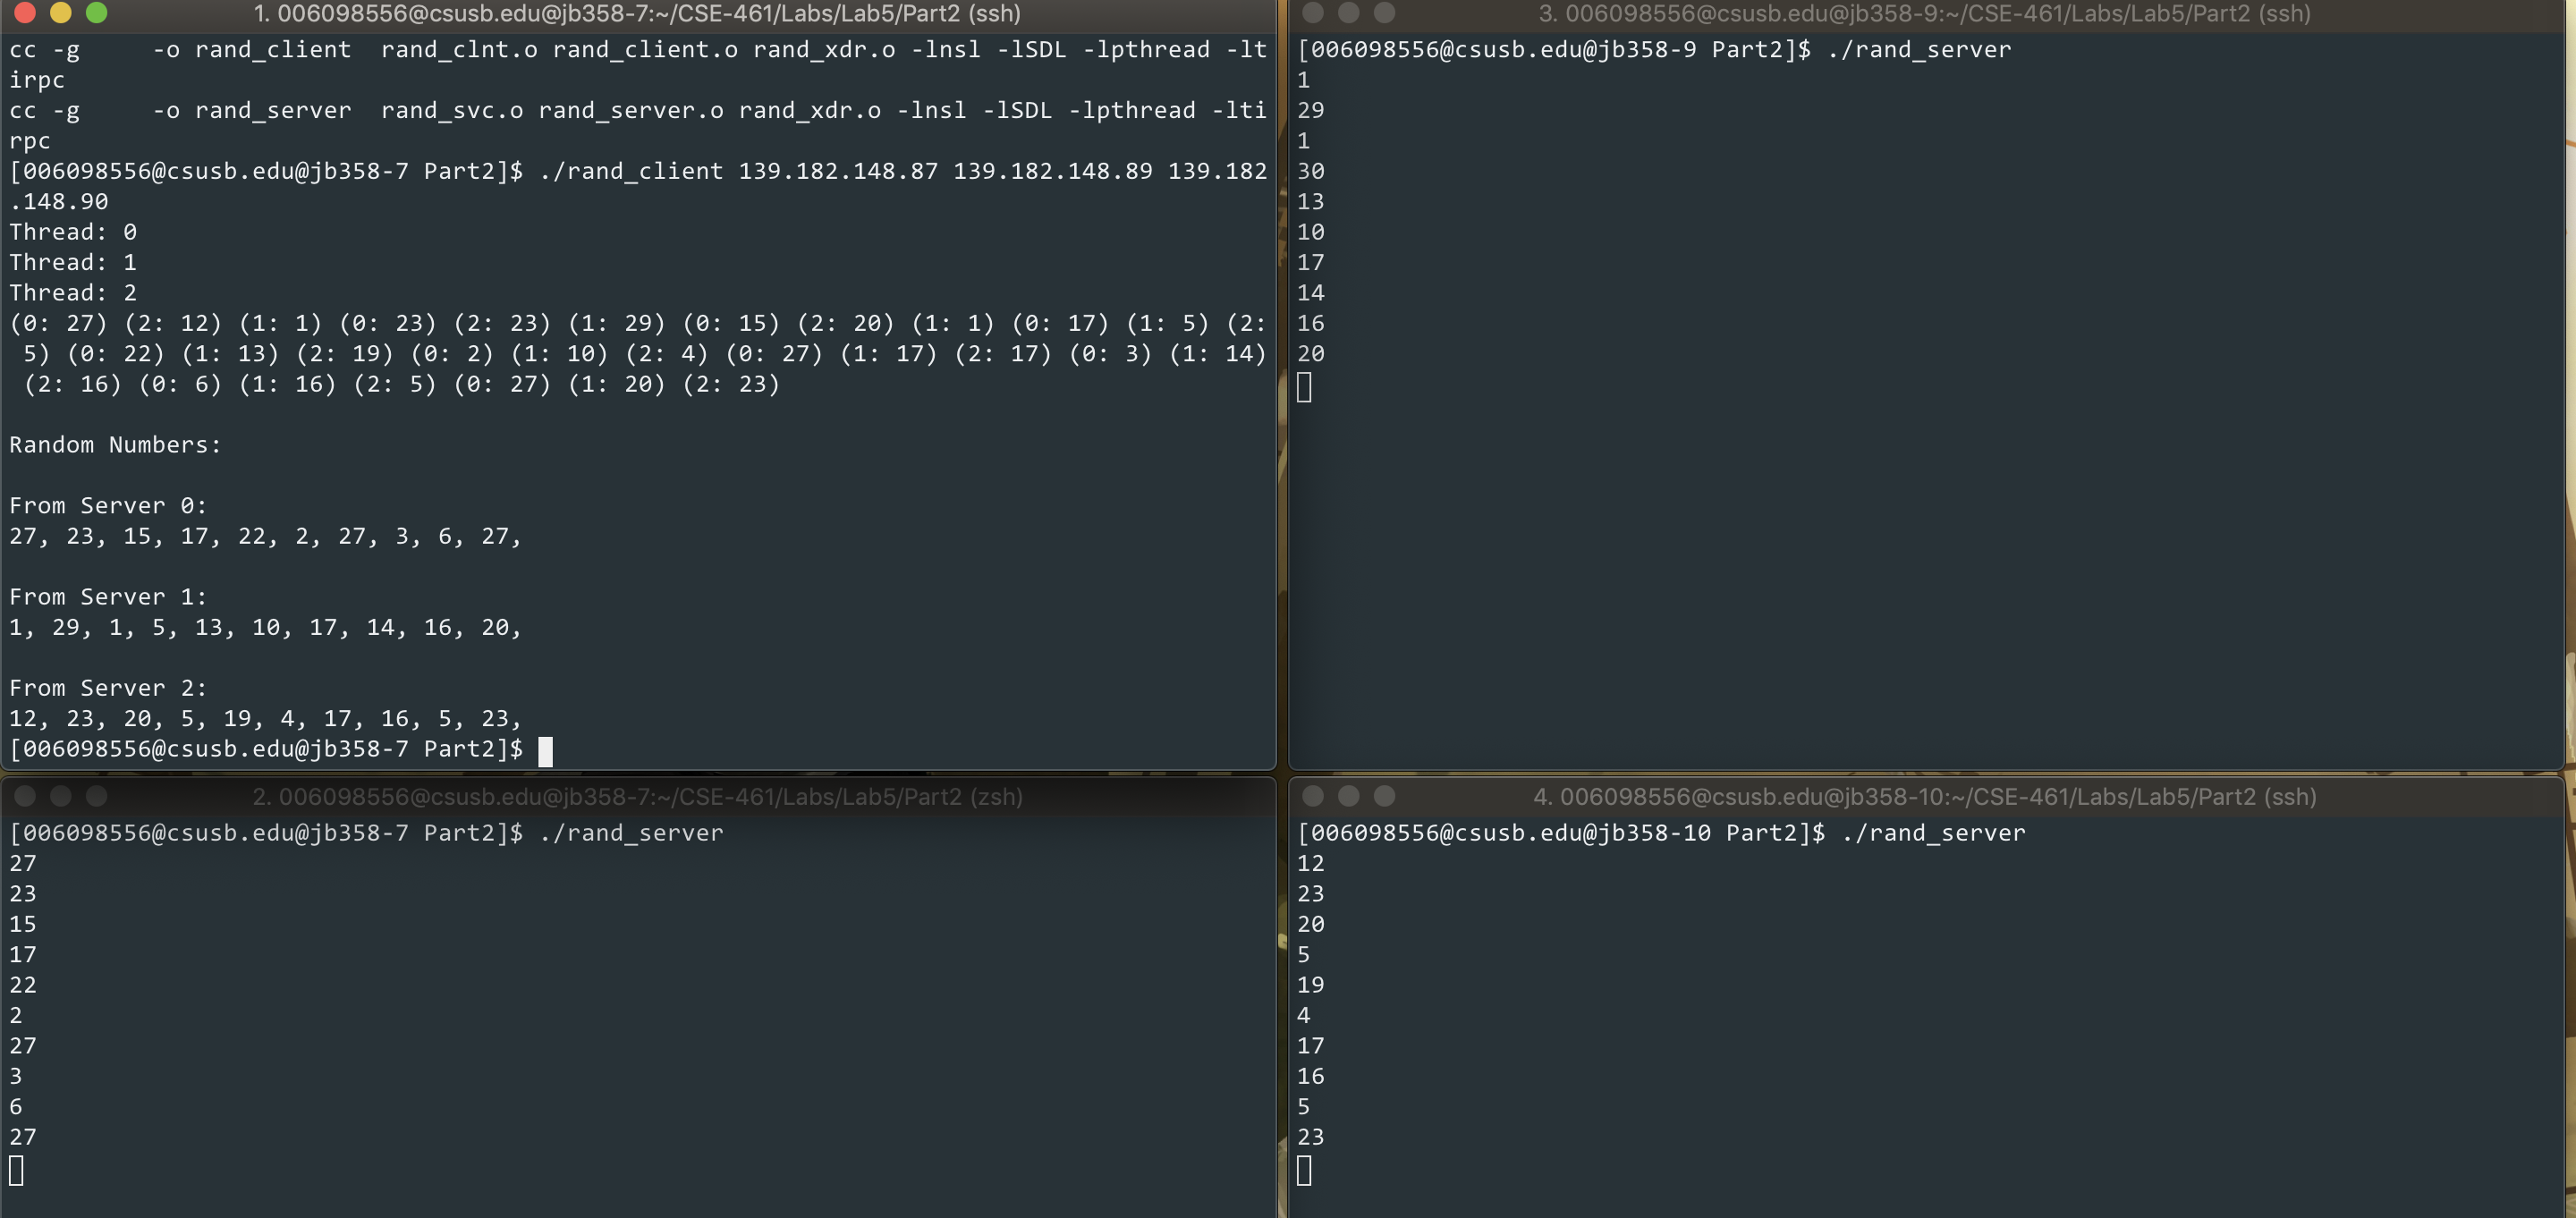 1. 006098556@csusb.edu@jb358-7:~/CSE-461/Labs/Lab5/Part2 (ssh)
cc -g     -o rand_client  rand_clnt.o rand_client.o rand_xdr.o -lnsl -lSDL -lpthread -lt
irpc
cc -g     -o rand_server  rand_svc.o rand_server.o rand_xdr.o -lnsl -lSDL -lpthread -lti
rpc
[006098556@csusb.edu@jb358-7 Part2]$ ./rand_client 139.182.148.87 139.182.148.89 139.182
.148.90
Thread: 0
Thread: 1
Thread: 2
(0: 27) (2: 12) (1: 1) (0: 23) (2: 23) (1: 29) (0: 15) (2: 20) (1: 1) (0: 17) (1: 5) (2:
 5) (0: 22) (1: 13) (2: 19) (0: 2) (1: 10) (2: 4) (0: 27) (1: 17) (2: 17) (0: 3) (1: 14)
 (2: 16) (0: 6) (1: 16) (2: 5) (0: 27) (1: 20) (2: 23)
Random Numbers:
From Server 0:
27, 23, 15, 17, 22, 2, 27, 3, 6, 27,
From Server 1:
1, 29, 1, 5, 13, 10, 17, 14, 16, 20,
From Server 2:
12, 23, 20, 5, 19, 4, 17, 16, 5, 23,
[006098556@csusb.edu@jb358-7 Part2]$
3. 006098556@csusb.edu@jb358-9:~/CSE-461/Labs/Lab5/Part2 (ssh)
[006098556@csusb.edu@jb358-9 Part2]$ ./rand_server
1
29
1
30
13
10
17
14
16
20
2. 006098556@csusb.edu@jb358-7:~/CSE-461/Labs/Lab5/Part2 (zsh)
[006098556@csusb.edu@jb358-7 Part2]$ ./rand_server
27
23
15
17
22
2
27
3
6
27
4. 006098556@csusb.edu@jb358-10:~/CSE-461/Labs/Lab5/Part2 (ssh)
[006098556@csusb.edu@jb358-10 Part2]$ ./rand_server
12
23
20
5
19
4
17
16
5
23